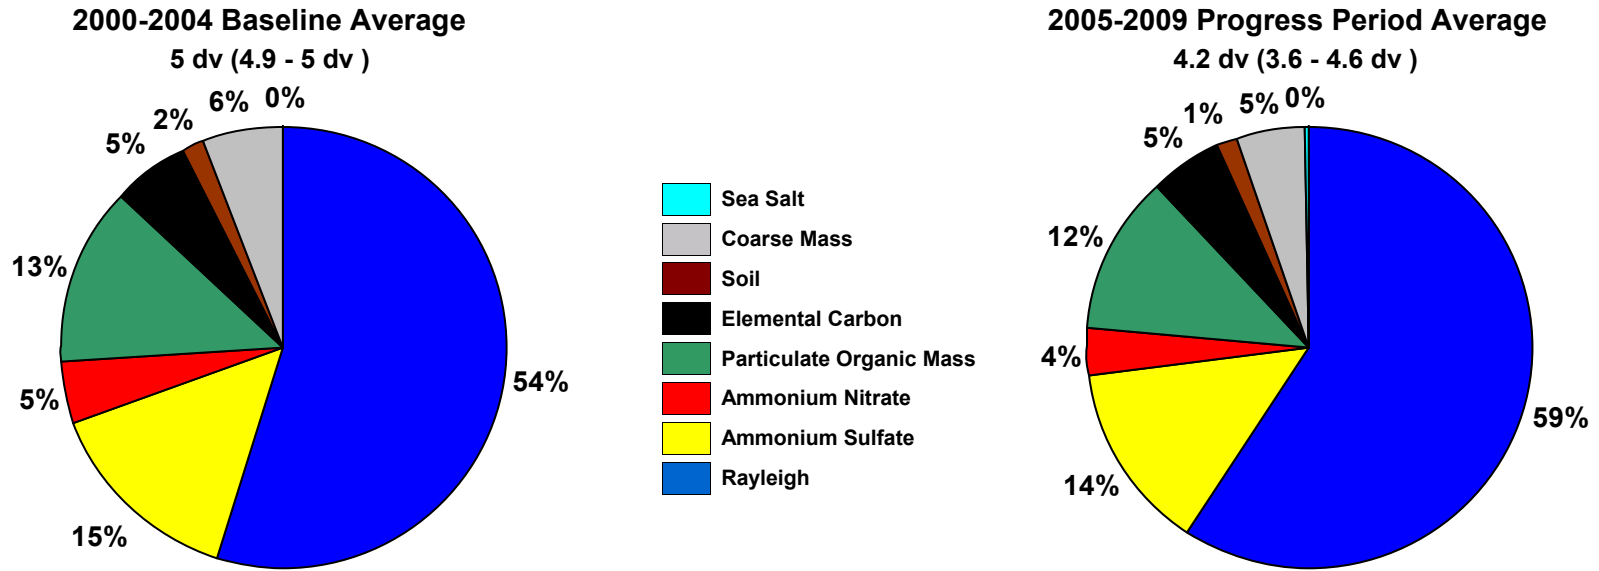 2000-2004 Baseline Average
5 dv (4.9 - 5 dv )
6% 0%
2%
5%
13%
5%
15%
54%
Sea Salt
Coarse Mass
Soil
Elemental Carbon
Particulate Organic Mass
Ammonium Nitrate
Ammonium Sulfate
Rayleigh
2005-2009 Progress Period Average
4.2 dv (3.6 - 4.6 dv )
5% 0%
1%
5%
12%
4%
14%
59%